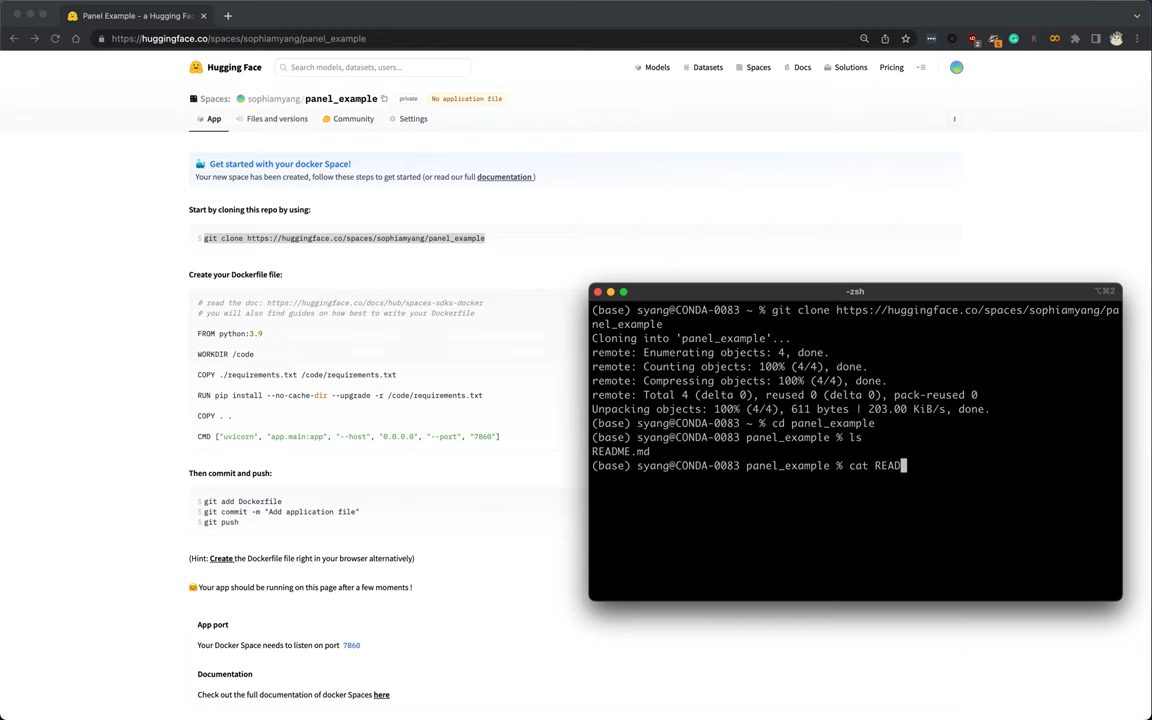 Panel Example - a Hugging Fac
https://huggingface.co/spaces/sophiamyang/panel_example
Hugging Face
Search models, datasets, users...
Models
Datasets
Spaces
Docs
Solutions
Pricing
Spaces: sophiamyang/panel_example
private
No application file
App
Files and versions
Community
Settings
Get started with your docker Space!
Your new space has been created, follow these steps to get started (or read our full documentation )
Start by cloning this repo by using:
$ git clone https://huggingface.co/spaces/sophiamyang/panel_example
Create your Dockerfile file:
# read the doc: https://huggingface.co/docs/hub/spaces-sdks-docker
# you will also find guides on how best to write your Dockerfile
FROM python:3.9
WORKDIR /code
COPY ./requirements.txt /code/requirements.txt
RUN pip install --no-cache-dir --upgrade -r /code/requirements.txt
COPY . .
CMD ["uvicorn", "app.main:app", "--host", "0.0.0.0", "--port", "7860"]
Then commit and push:
$ git add Dockerfile
$ git commit -m "Add application file"
$ git push
(Hint: Create the Dockerfile file right in your browser alternatively)
Your app should be running on this page after a few moments !
App port
Your Docker Space needs to listen on port 7860
Documentation
Check out the full documentation of docker Spaces here
-zsh
⌥⌘2
(base) syang@CONDA-0083 ~ % git clone https://huggingface.co/spaces/sophiamyang/pa
nel_example
Cloning into 'panel_example'...
remote: Enumerating objects: 4, done.
remote: Counting objects: 100% (4/4), done.
remote: Compressing objects: 100% (4/4), done.
remote: Total 4 (delta 0), reused 0 (delta 0), pack-reused 0
Unpacking objects: 100% (4/4), 611 bytes | 203.00 KiB/s, done.
(base) syang@CONDA-0083 ~ % cd panel_example
(base) syang@CONDA-0083 panel_example % ls
README.md
(base) syang@CONDA-0083 panel_example % cat READ